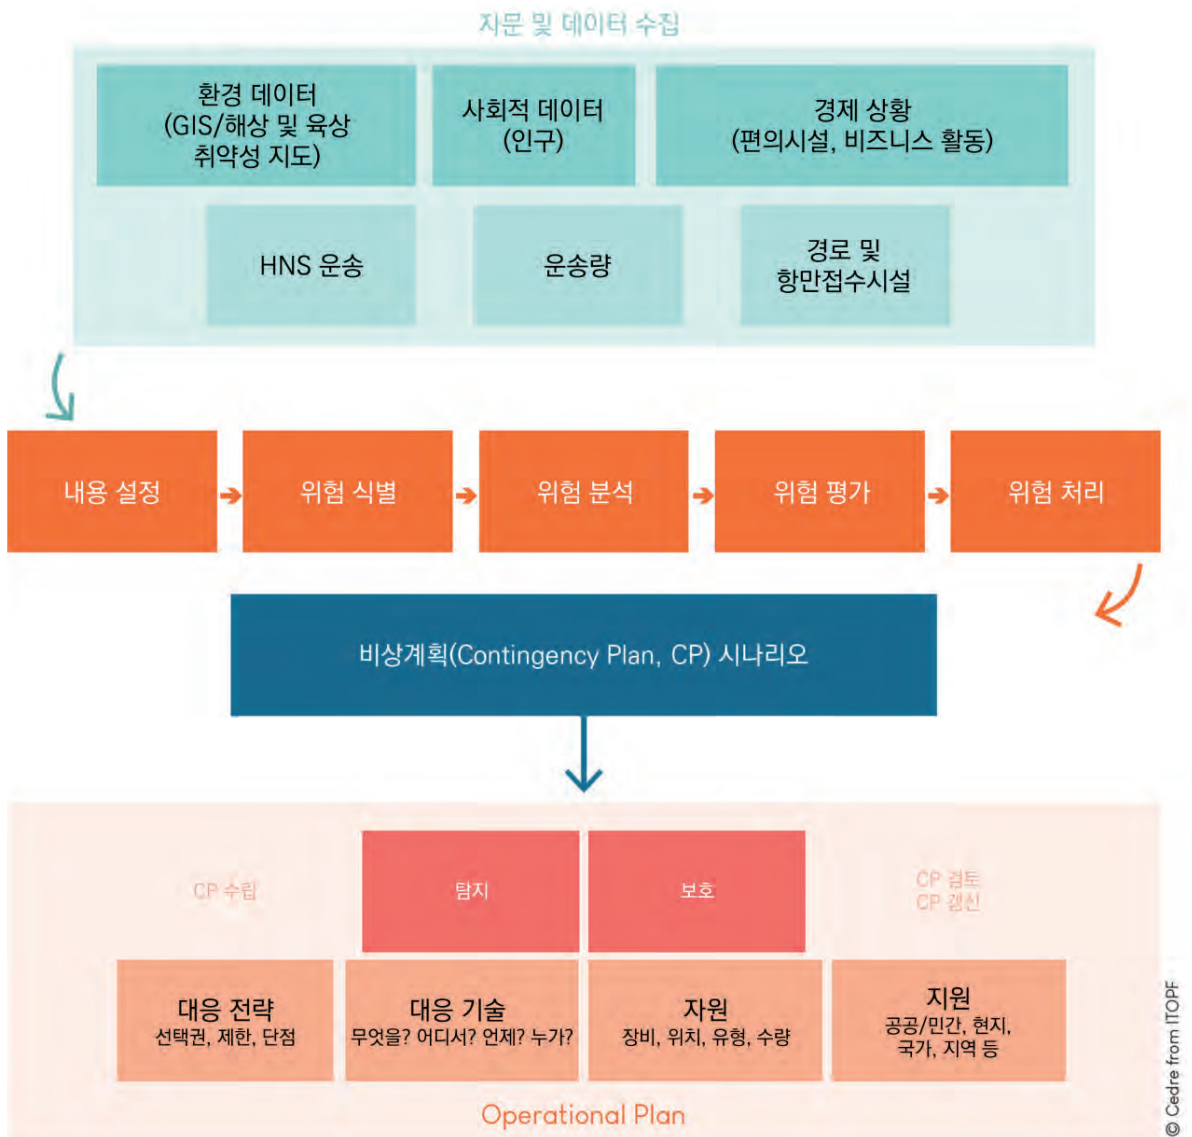 자문 및 데이터 수집
환경 데이터
(GIS/해상 및 육상
취약성 지도)
사회적 데이터
(인구)
경제 상황
(편의시설, 비즈니스 활동)
HNS 운송
운송량
경로 및
항만접수시설
내용 설정
위험 식별
위험 분석
위험 평가
위험 처리
비상계획(Contingency Plan, CP) 시나리오
CP 수립
탐지
보호
CP 검토
CP 갱신
대응 전략
선택권, 제한, 단점
대응 기술
무엇을? 어디서? 언제? 누가?
자원
장비, 위치, 유형, 수량
지원
공공/민간, 현지,
국가, 지역 등
Operational Plan
© Cedre from ITOPF